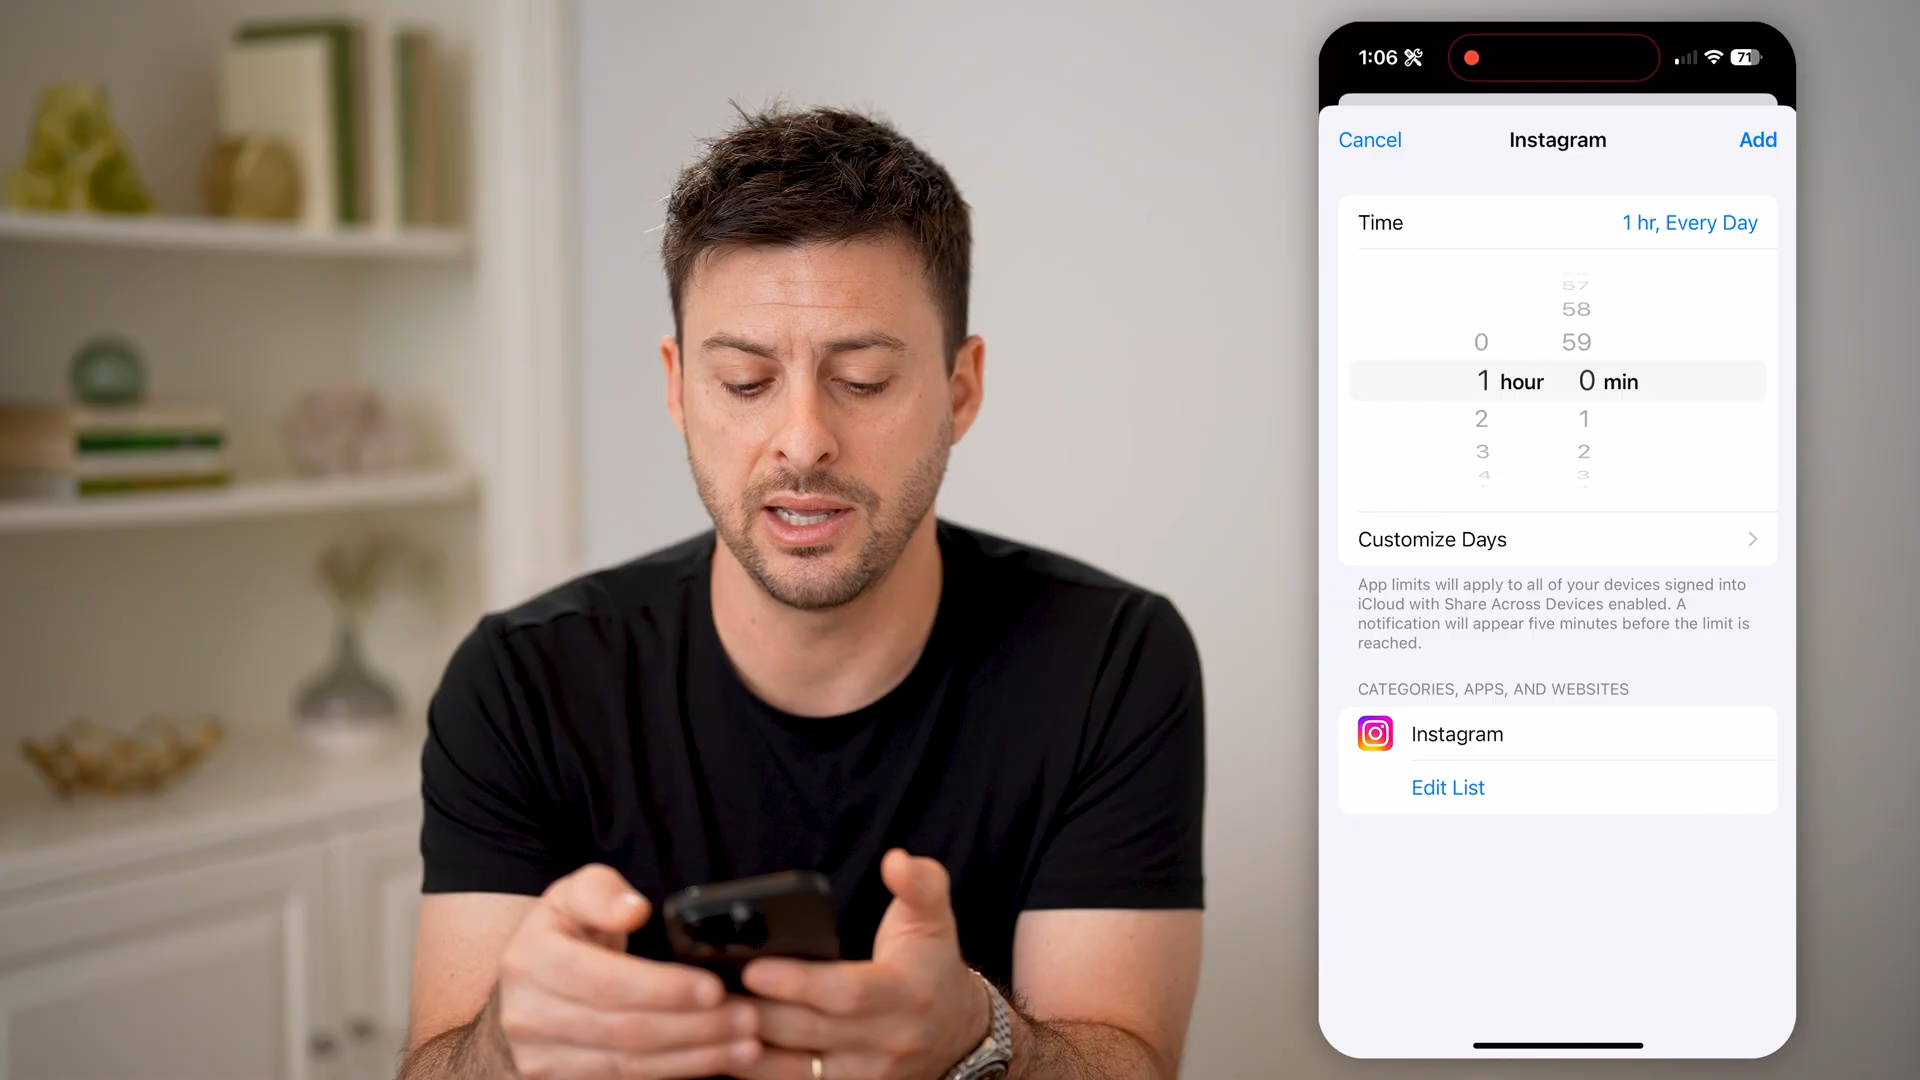 1:06
71
Cancel
Instagram
Add
Time
1 hr, Every Day
57
58
0
59
1 hour 0 min
2
1
3
2
4
3
Customize Days
App limits will apply to all of your devices signed into
iCloud with Share Across Devices enabled. A
notification will appear five minutes before the limit is
reached.
CATEGORIES, APPS, AND WEBSITES
Instagram
Edit List